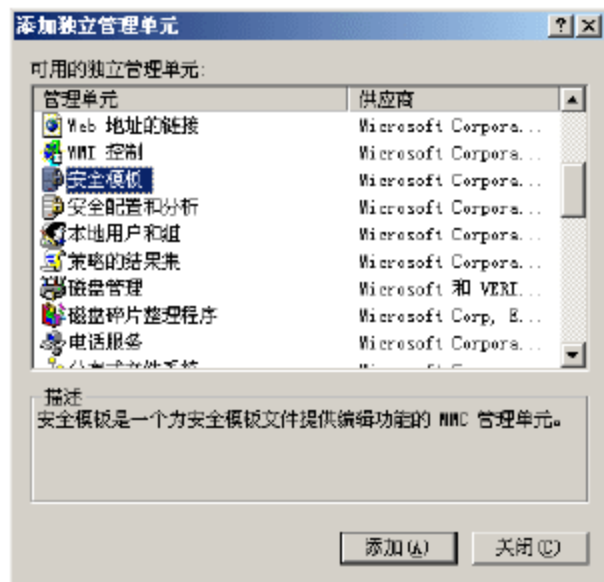 添加独立管理单元
可用的独立管理单元:
管理单元 供应商
Web 地址的链接 Microsoft Corpora...
WMI 控制 Microsoft Corpora...
安全模板 Microsoft Corpora...
安全配置和分析 Microsoft Corpora...
本地用户和组 Microsoft Corpora...
策略的结果集 Microsoft Corpora...
磁盘管理 Microsoft 和 VERI...
磁盘碎片整理程序 Microsoft Corp, E...
电话服务 Microsoft Corpora...
描述
安全模板是一个为安全模板文件提供编辑功能的 MMC 管理单元。
添加(A) 关闭(C)